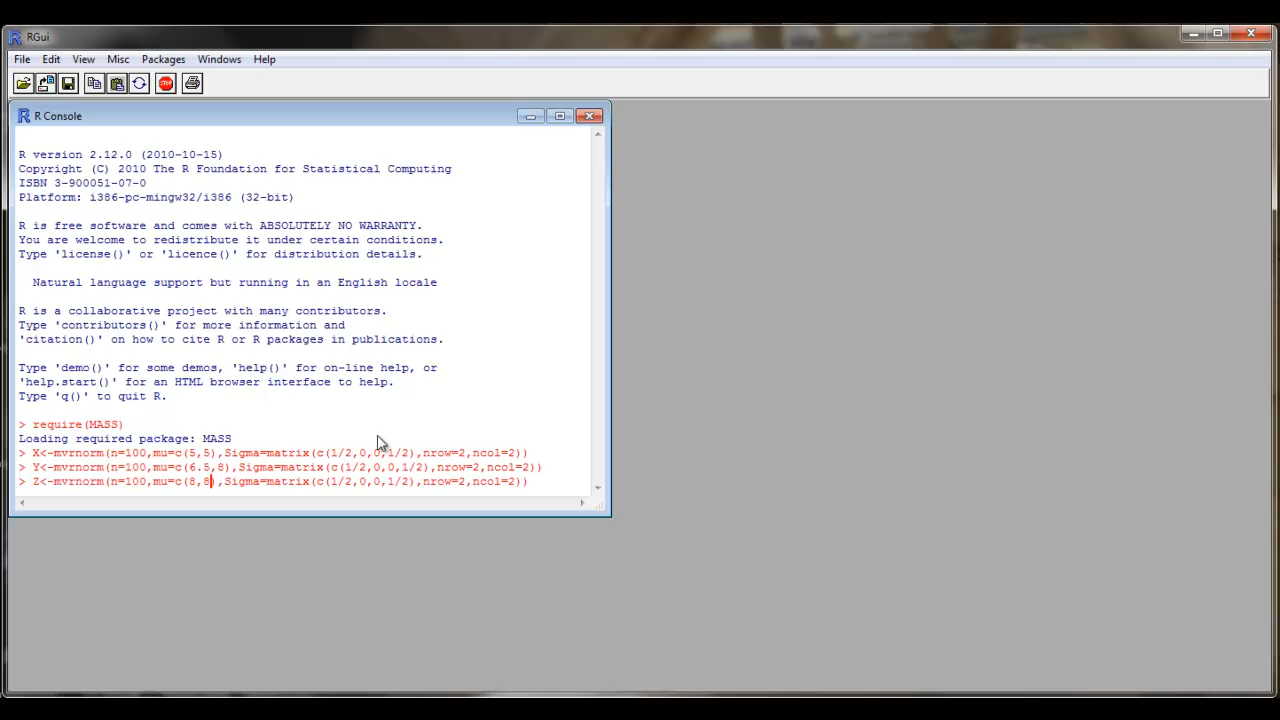 RGui
File Edit View Misc Packages Windows Help
STOP
R Console
R version 2.12.0 (2010-10-15)
Copyright (C) 2010 The R Foundation for Statistical Computing
ISBN 3-900051-07-0
Platform: i386-pc-mingw32/i386 (32-bit)
R is free software and comes with ABSOLUTELY NO WARRANTY.
You are welcome to redistribute it under certain conditions.
Type 'license()' or 'licence()' for distribution details.
Natural language support but running in an English locale
R is a collaborative project with many contributors.
Type 'contributors()' for more information and
'citation()' on how to cite R or R packages in publications.
Type 'demo()' for some demos, 'help()' for on-line help, or
'help.start()' for an HTML browser interface to help.
Type 'q()' to quit R.
> require(MASS)
Loading required package: MASS
> X<-mvrnorm(n=100,mu=c(5,5),Sigma=matrix(c(1/2,0,0,1/2),nrow=2,ncol=2))
> Y<-mvrnorm(n=100,mu=c(6.5,8),Sigma=matrix(c(1/2,0,0,1/2),nrow=2,ncol=2))
> Z<-mvrnorm(n=100,mu=c(8,8),Sigma=matrix(c(1/2,0,0,1/2),nrow=2,ncol=2))